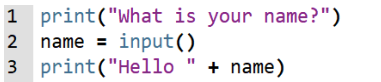 1 print("What is your name?")
2 name = input()
3 print("Hello " + name)